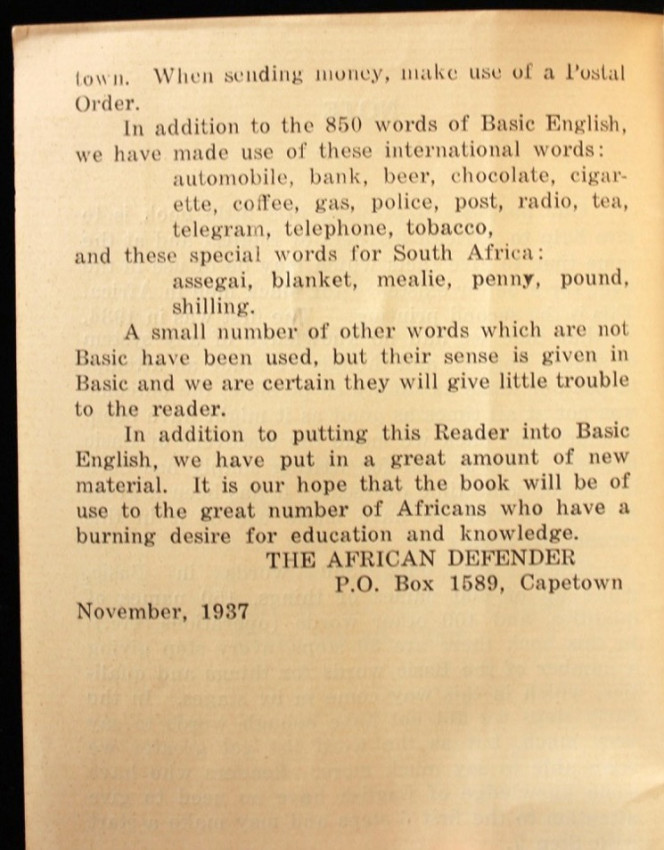 town. When sending money, make use of a Postal
Order.
In addition to the 850 words of Basic English,
we have made use of these international words:
automobile, bank, beer, chocolate, cigar-
ette, coffee, gas, police, post, radio, tea,
telegram, telephone, tobacco,
and these special words for South Africa:
assegai, blanket, mealie, penny, pound,
shilling.
A small number of other words which are not
Basic have been used, but their sense is given in
Basic and we are certain they will give little trouble
to the reader.
In addition to putting this Reader into Basic
English, we have put in a great amount of new
material. It is our hope that the book will be of
use to the great number of Africans who have a
burning desire for education and knowledge.
THE AFRICAN DEFENDER
P.O. Box 1589, Capetown
November, 1937